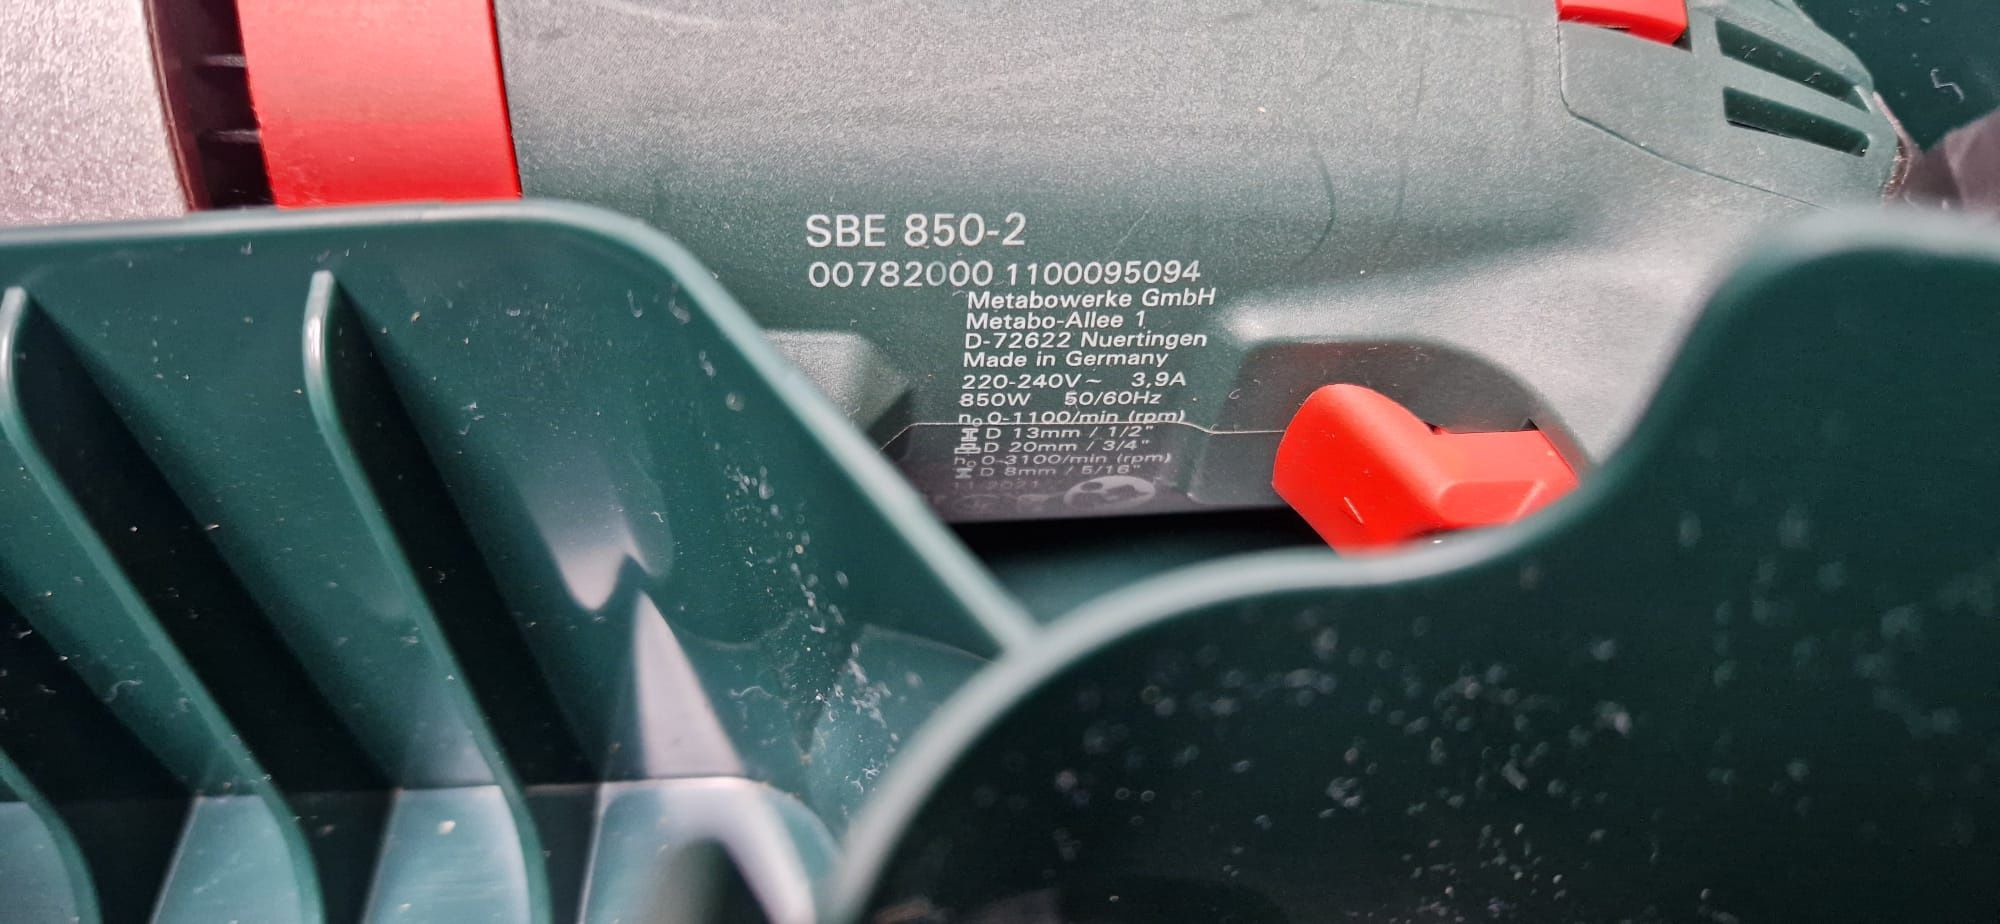 SBE 850-2
00782000 1100095094
Metabowerke GmbH
Metabo-Allee 1
D-72622 Nuertingen
Made in Germany
220-240V~ 3,9A
850W 50/60Hz
n₀ 0-1100/min (rpm)
D 13mm / 1/2"
D 20mm / 3/4"
n₀ 0-3100/min (rpm)
D 8mm / 5/16"
11.2021